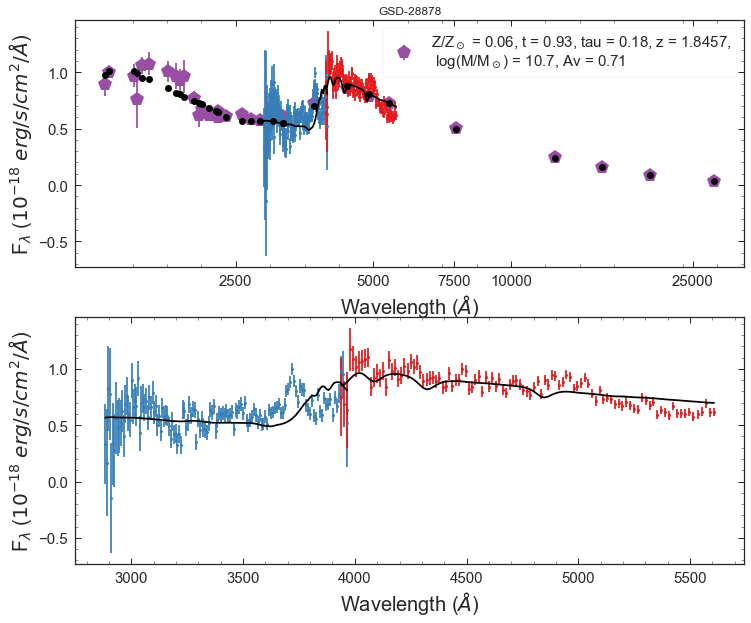 GSD-28878
Z/Z⊙ = 0.06, t = 0.93, tau = 0.18, z = 1.8457,
log(M/M⊙) = 10.7, Av = 0.71
1.0
0.5
0.0
−0.5
Fλ (10⁻¹⁸ erg/s/cm²/Å)
2500 5000 7500 10000 25000
Wavelength (Å)
1.0
0.5
0.0
−0.5
Fλ (10⁻¹⁸ erg/s/cm²/Å)
3000 3500 4000 4500 5000 5500
Wavelength (Å)